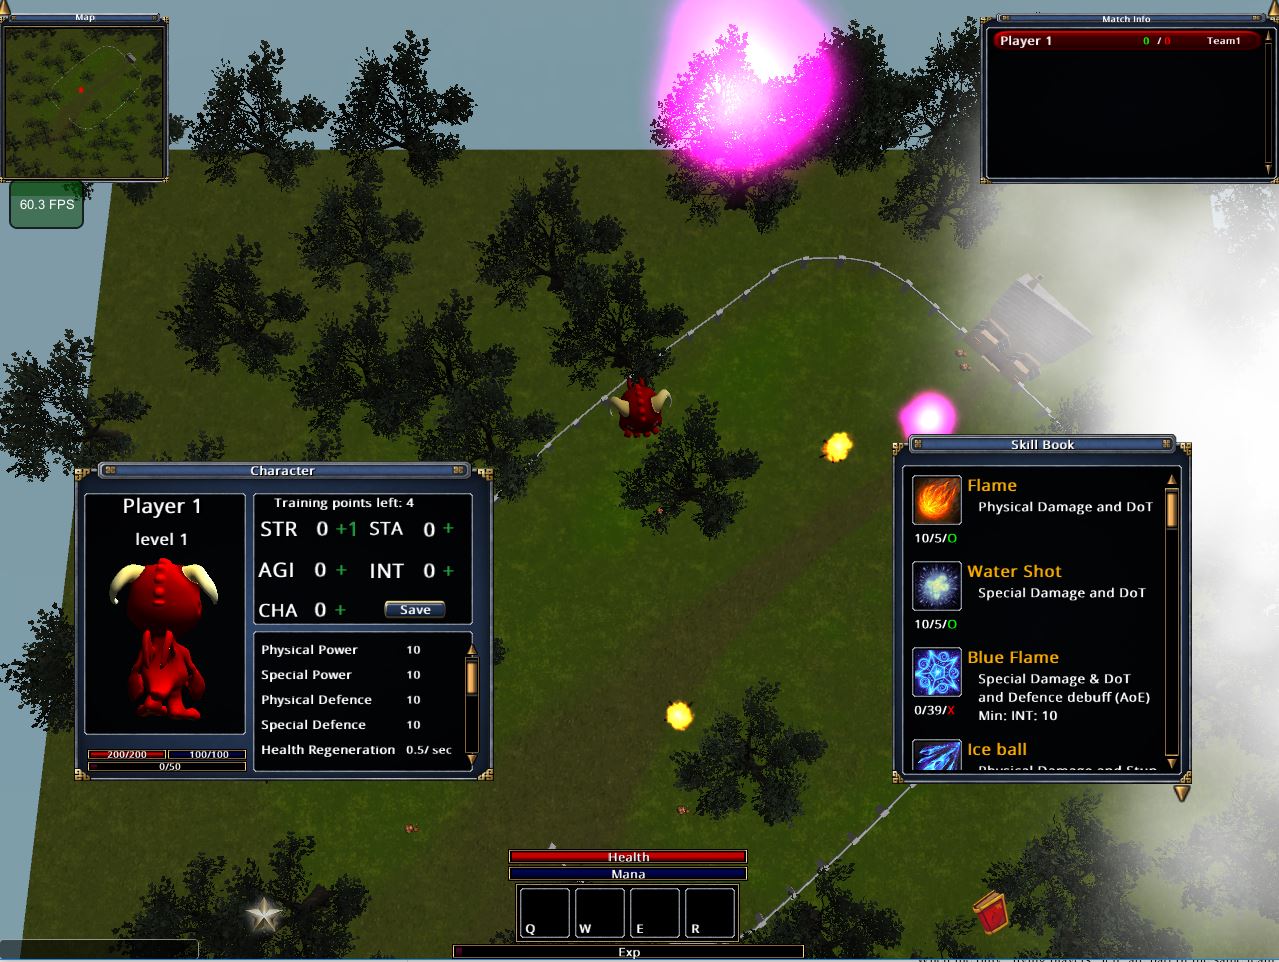 Map
Match Info
Player 1 0 / 0 Team1
60.3 FPS
Character
Player 1
level 1
200/200 100/100
0/50
Training points left: 4
STR 0 +1 STA 0 +
AGI 0 + INT 0 +
CHA 0 + Save
Physical Power 10
Special Power 10
Physical Defence 10
Special Defence 10
Health Regeneration 0.5/ sec
Skill Book
Flame
Physical Damage and DoT
10/5/O
Water Shot
Special Damage and DoT
10/5/O
Blue Flame
Special Damage & DoT
and Defence debuff (AoE)
Min: INT: 10
0/39/X
Ice ball
Physical Damage and Stun
Health
Mana
Q W E R
Exp